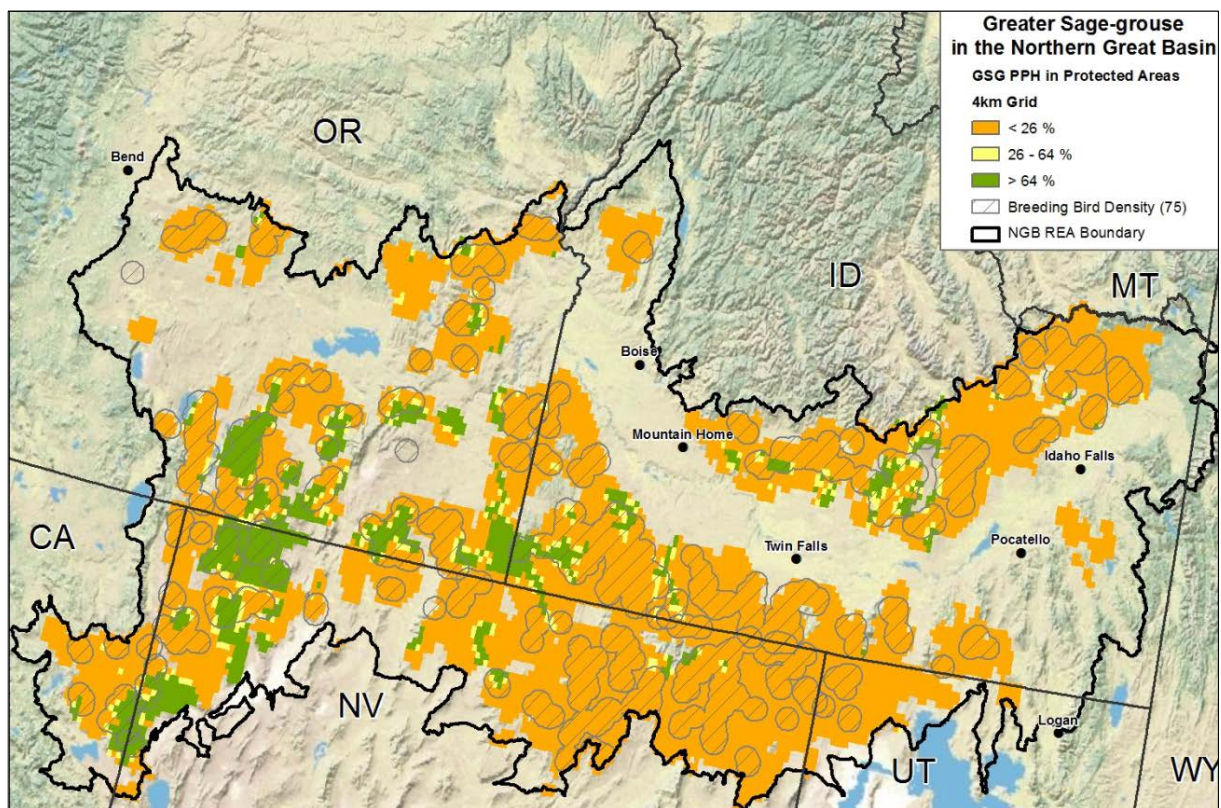 Greater Sage-grouse
in the Northern Great Basin
GSG PPH in Protected Areas
4km Grid
< 26 %
26 - 64 %
> 64 %
Breeding Bird Density (75)
NGB REA Boundary
OR
Bend
ID
MT
Boise
Mountain Home
Idaho Falls
CA
Twin Falls
Pocatello
NV
Logan
UT
WY